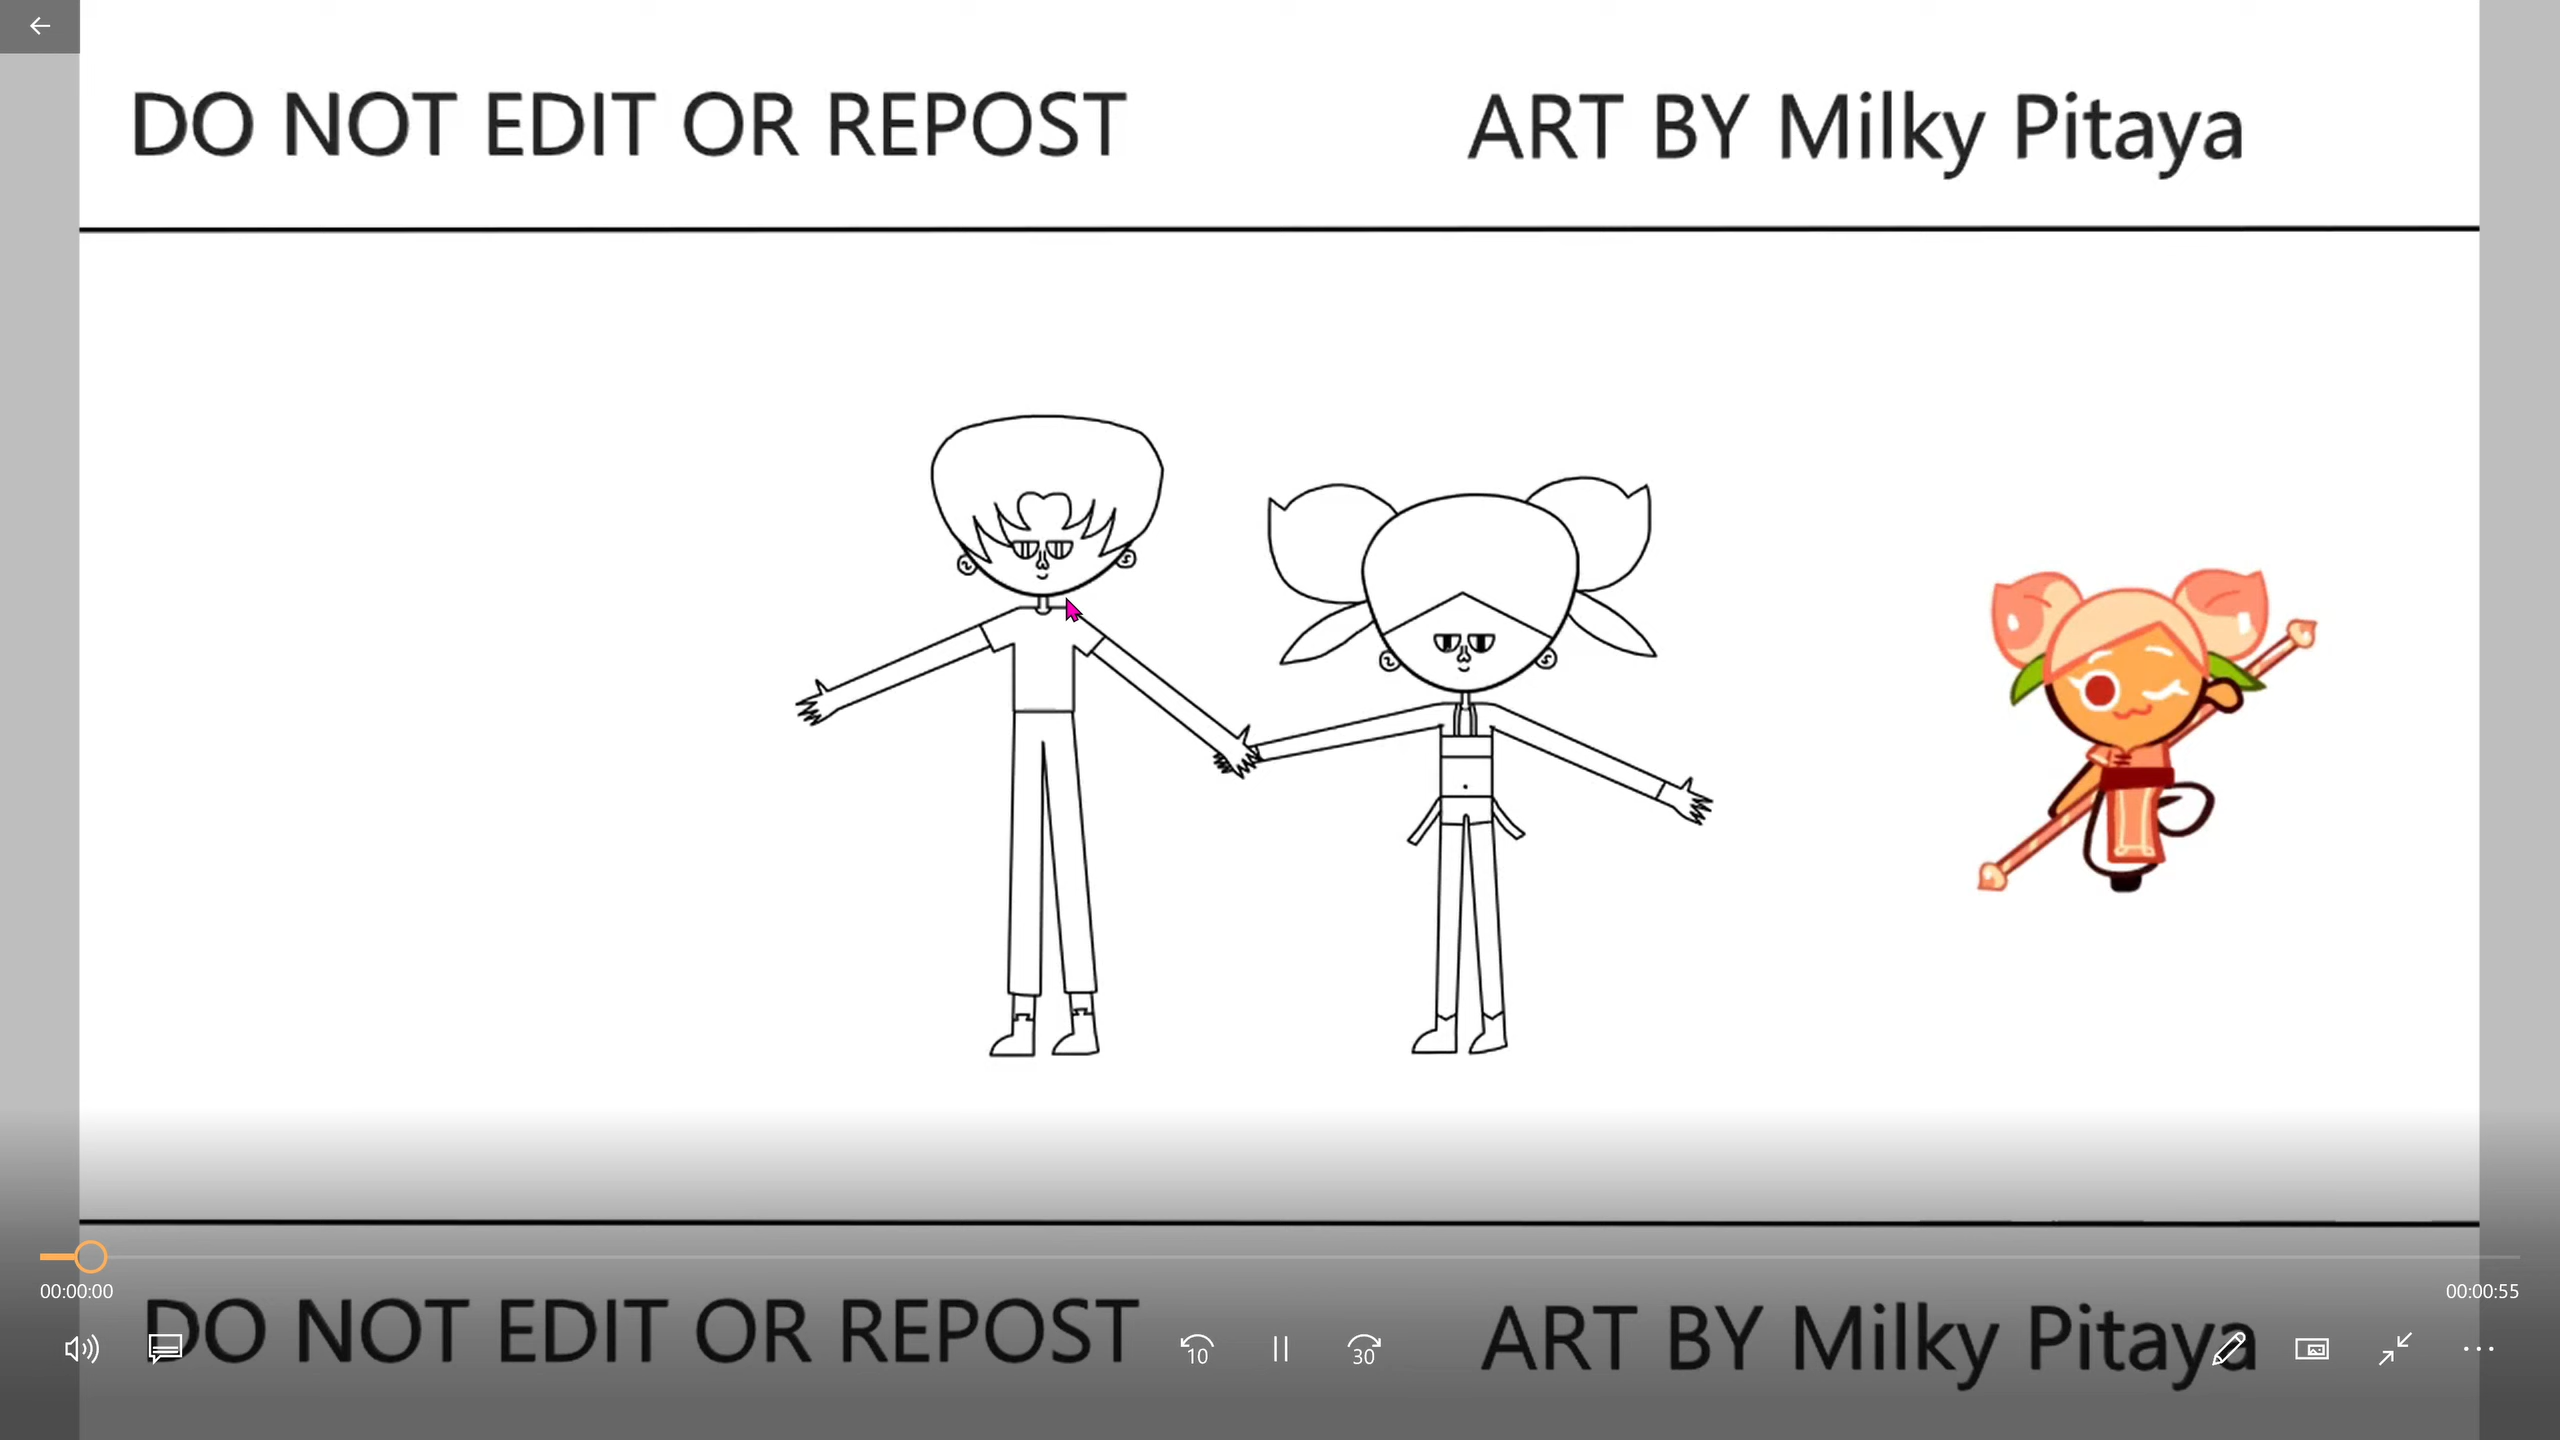 DO NOT EDIT OR REPOST
ART BY Milky Pitaya
00:00:00
00:00:55
DO NOT EDIT OR REPOST
ART BY Milky Pitaya
10
30